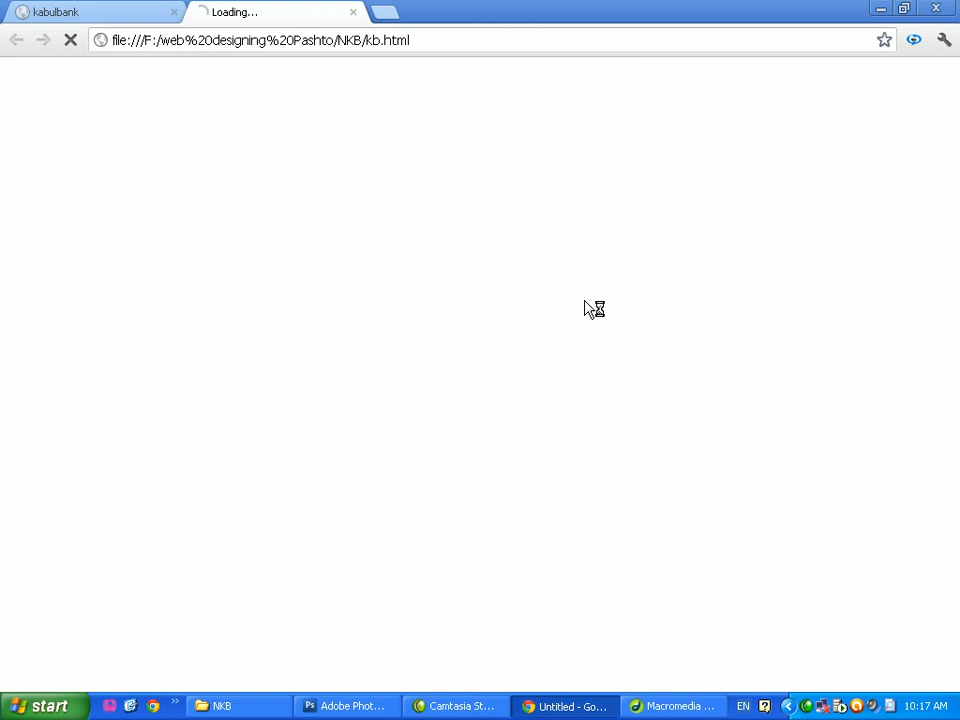 kabulbank
Loading...
file:///F:/web%20designing%20Pashto/NKB/kb.html
start
NKB
Adobe Phot...
Camtasia St...
Untitled - Go...
Macromedia ...
EN
10:17 AM